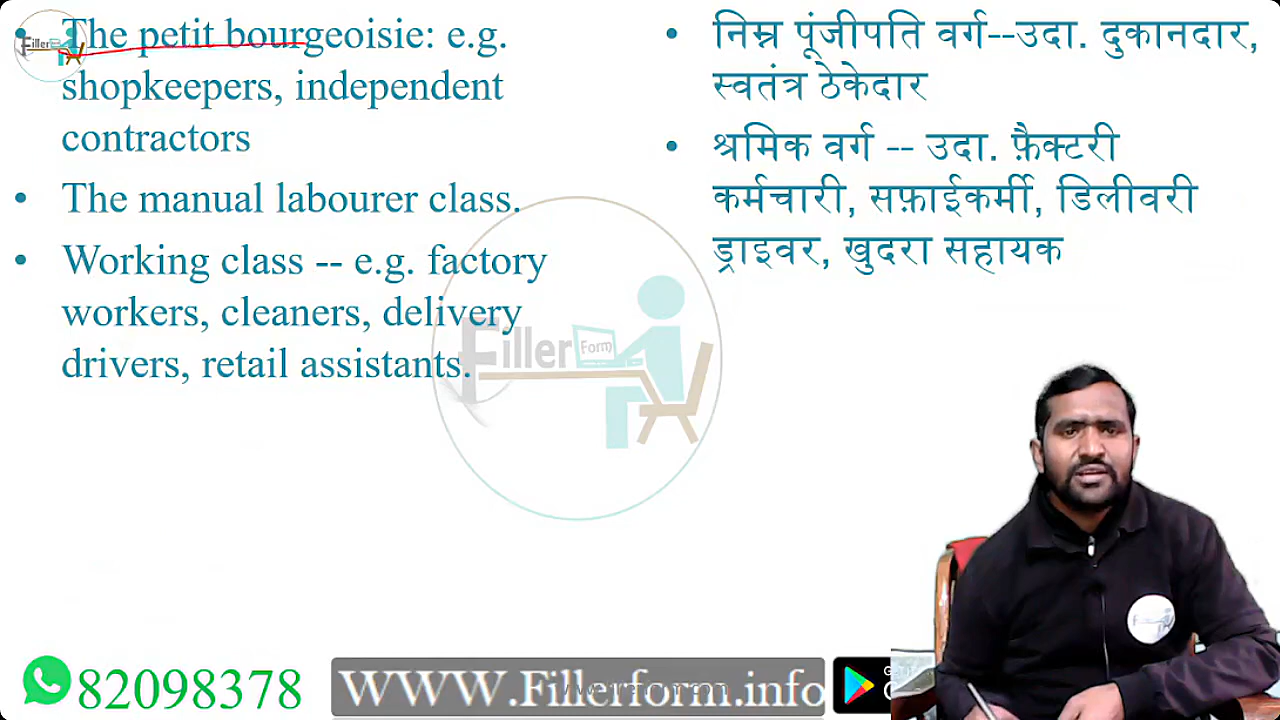 The petit bourgeoisie: e.g.
shopkeepers, independent
contractors
The manual labourer class.
Working class -- e.g. factory
workers, cleaners, delivery
drivers, retail assistants.
निम्न पूंजीपति वर्ग--उदा. दुकानदार,
स्वतंत्र ठेकेदार
श्रमिक वर्ग -- उदा. फ़ैक्टरी
कर्मचारी, सफ़ाईकर्मी, डिलीवरी
ड्राइवर, खुदरा सहायक
Filler Form
82098378
WWW.Fillerform.info